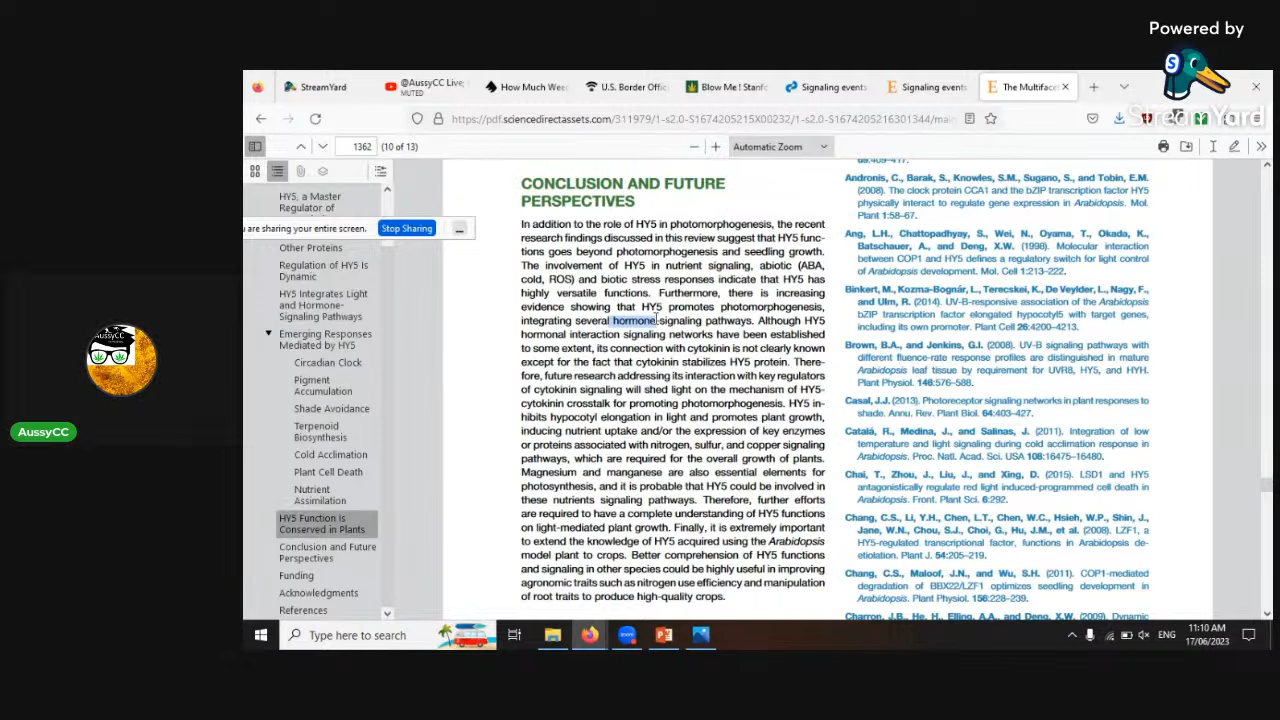 Powered by
StreamYard
StreamYard
@AussyCC Live;
MUTED
How Much Weed
U.S. Border Offic
Blow Me ! Stanfo
Signaling events
Signaling events
The Multifacet
https://pdf.sciencedirectassets.com/311979/1-s2.0-S1674205215X00232/1-s2.0-S1674205216301344/main
1362 (10 of 13)
Automatic Zoom
HY5, a Master
Regulator of
u are sharing your entire screen. Stop Sharing
Other Proteins
Regulation of HY5 Is
Dynamic
HY5 Integrates Light
and Hormone-
Signaling Pathways
Emerging Responses
Mediated by HY5
Circadian Clock
Pigment
Accumulation
Shade Avoidance
Terpenoid
Biosynthesis
Cold Acclimation
Plant Cell Death
Nutrient
Assimilation
HY5 Function Is
Conserved in Plants
Conclusion and Future
Perspectives
Funding
Acknowledgments
References
CONCLUSION AND FUTURE
PERSPECTIVES
In addition to the role of HY5 in photomorphogenesis, the recent
research findings discussed in this review suggest that HY5 func-
tions goes beyond photomorphogenesis and seedling growth.
The involvement of HY5 in nutrient signaling, abiotic (ABA,
cold, ROS) and biotic stress responses indicate that HY5 has
highly versatile functions. Furthermore, there is increasing
evidence showing that HY5 promotes photomorphogenesis,
integrating several hormone signaling pathways. Although HY5
hormonal interaction signaling networks have been established
to some extent, its connection with cytokinin is not clearly known
except for the fact that cytokinin stabilizes HY5 protein. There-
fore, future research addressing its interaction with key regulators
of cytokinin signaling will shed light on the mechanism of HY5-
cytokinin crosstalk for promoting photomorphogenesis. HY5 in-
hibits hypocotyl elongation in light and promotes plant growth,
inducing nutrient uptake and/or the expression of key enzymes
or proteins associated with nitrogen, sulfur, and copper signaling
pathways, which are required for the overall growth of plants.
Magnesium and manganese are also essential elements for
photosynthesis, and it is probable that HY5 could be involved in
these nutrients signaling pathways. Therefore, further efforts
are required to have a complete understanding of HY5 functions
on light-mediated plant growth. Finally, it is extremely important
to extend the knowledge of HY5 acquired using the Arabidopsis
model plant to crops. Better comprehension of HY5 functions
and signaling in other species could be highly useful in improving
agronomic traits such as nitrogen use efficiency and manipulation
of root traits to produce high-quality crops.
69:409–417.
Andronis, C., Barak, S., Knowles, S.M., Sugano, S., and Tobin, E.M.
(2008). The clock protein CCA1 and the bZIP transcription factor HY5
physically interact to regulate gene expression in Arabidopsis. Mol.
Plant 1:58–67.
Ang, L.H., Chattopadhyay, S., Wei, N., Oyama, T., Okada, K.,
Batschauer, A., and Deng, X.W. (1998). Molecular interaction
between COP1 and HY5 defines a regulatory switch for light control
of Arabidopsis development. Mol. Cell 1:213–222.
Binkert, M., Kozma-Bognár, L., Terecskei, K., De Veylder, L., Nagy, F.,
and Ulm, R. (2014). UV-B-responsive association of the Arabidopsis
bZIP transcription factor elongated hypocotyl5 with target genes,
including its own promoter. Plant Cell 26:4200–4213.
Brown, B.A., and Jenkins, G.I. (2008). UV-B signaling pathways with
different fluence-rate response profiles are distinguished in mature
Arabidopsis leaf tissue by requirement for UVR8, HY5, and HYH.
Plant Physiol. 146:576–588.
Casal, J.J. (2013). Photoreceptor signaling networks in plant responses to
shade. Annu. Rev. Plant Biol. 64:403–427.
Catalá, R., Medina, J., and Salinas, J. (2011). Integration of low
temperature and light signaling during cold acclimation response in
Arabidopsis. Proc. Natl. Acad. Sci. USA 108:16475–16480.
Chai, T., Zhou, J., Liu, J., and Xing, D. (2015). LSD1 and HY5
antagonistically regulate red light induced-programmed cell death in
Arabidopsis. Front. Plant Sci. 6:292.
Chang, C.S., Li, Y.H., Chen, L.T., Chen, W.C., Hsieh, W.P., Shin, J.,
Jane, W.N., Chou, S.J., Choi, G., Hu, J.M., et al. (2008). LZF1, a
HY5-regulated transcriptional factor, functions in Arabidopsis de-
etiolation. Plant J. 54:205–219.
Chang, C.S., Maloof, J.N., and Wu, S.H. (2011). COP1-mediated
degradation of BBX22/LZF1 optimizes seedling development in
Arabidopsis. Plant Physiol. 156:228–239.
Charron, J.B., He, H., Elling, A.A., and Deng, X.W. (2009). Dynamic
AussyCC
AussyCC
Type here to search
ENG
11:10 AM
17/06/2023